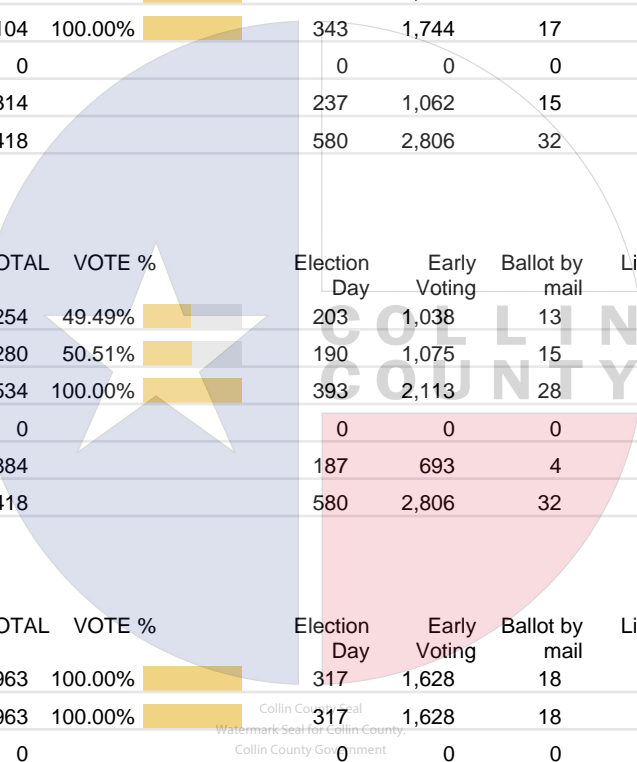 104 100.00% 343 1,744 17
0 0 0 0
314 237 1,062 15
418 580 2,806 32
OTAL VOTE % Election Early Ballot by Li
Day Voting mail
254 49.49% 203 1,038 13
280 50.51% 190 1,075 15
534 100.00% 393 2,113 28
0 0 0 0
384 187 693 4
418 580 2,806 32
COLLIN
COUNTY
OTAL VOTE % Election Early Ballot by Li
Day Voting mail
963 100.00% 317 1,628 18
963 100.00% 317 1,628 18
Collin County Seal
Watermark Seal for Collin County.
Collin County Government
0 0 0 0